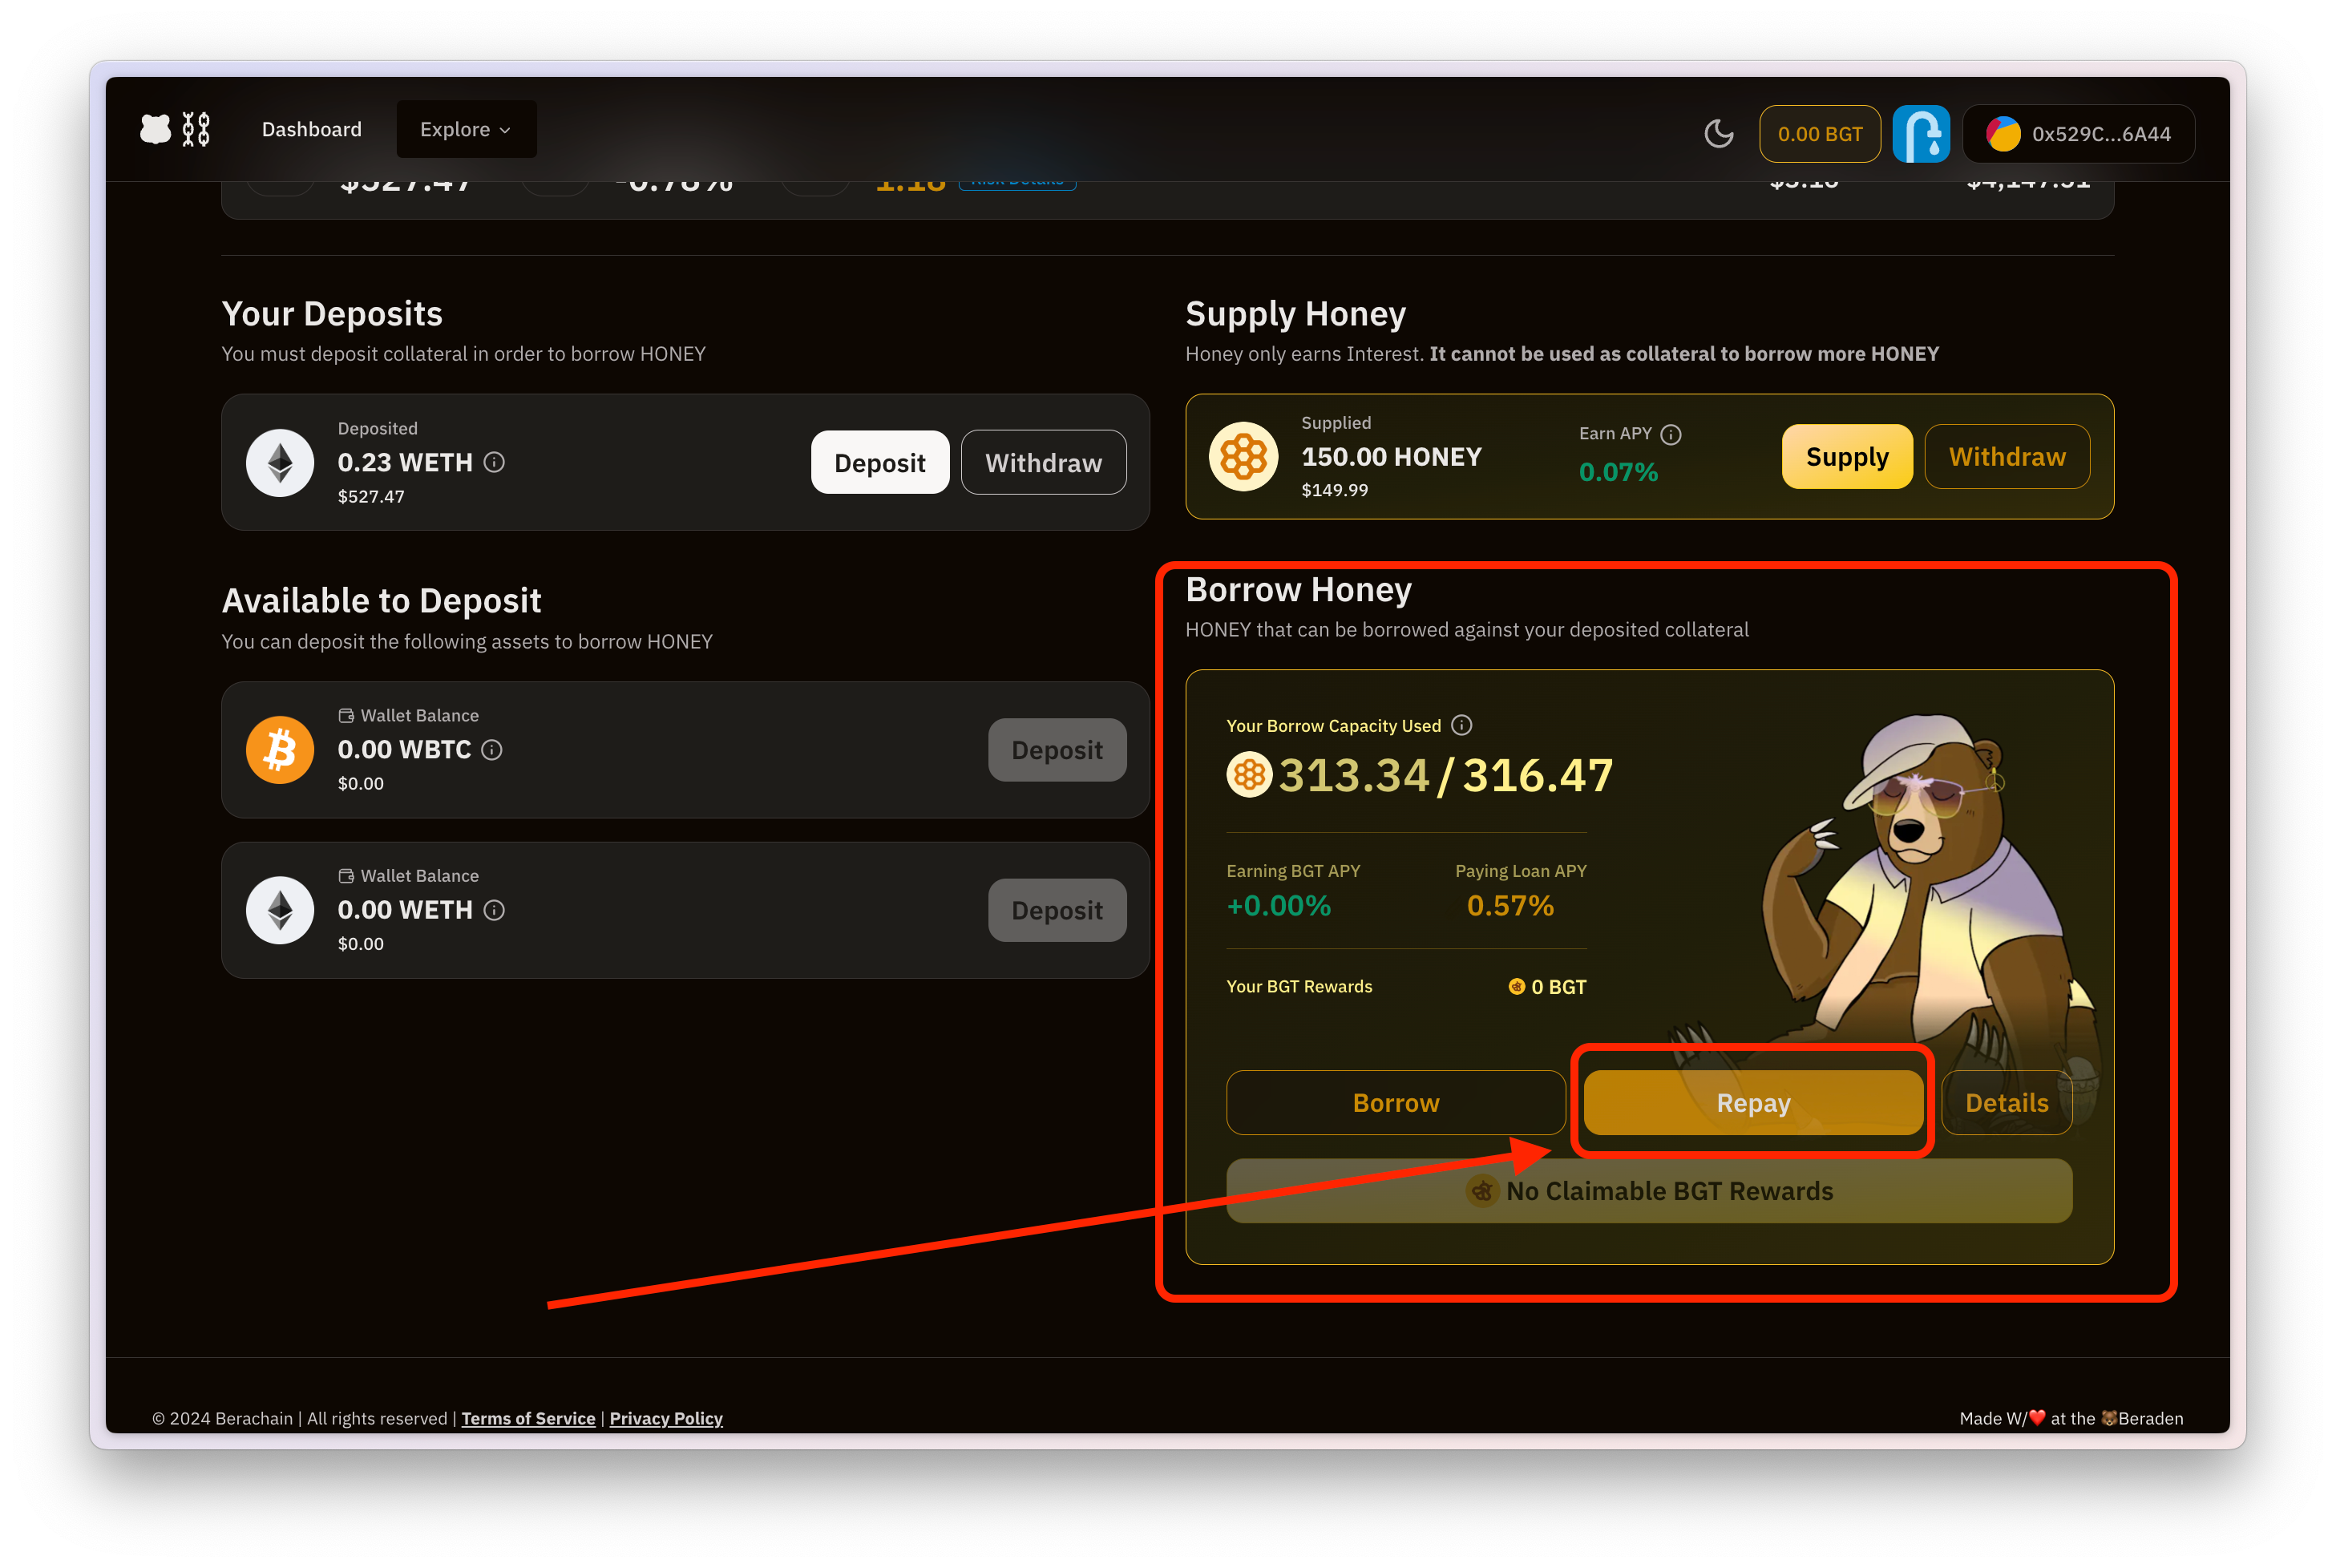 Dashboard
Explore
0.00 BGT
0x529C...6A44
$527.47
-0.78%
1.18
Risk Details
Your Deposits
You must deposit collateral in order to borrow HONEY
Deposited
0.23 WETH
$527.47
Deposit
Withdraw
Available to Deposit
You can deposit the following assets to borrow HONEY
Wallet Balance
0.00 WBTC
$0.00
Deposit
Wallet Balance
0.00 WETH
$0.00
Deposit
Supply Honey
Honey only earns Interest. It cannot be used as collateral to borrow more HONEY
Supplied
150.00 HONEY
$149.99
Earn APY
0.07%
Supply
Withdraw
Borrow Honey
HONEY that can be borrowed against your deposited collateral
Your Borrow Capacity Used
313.34 / 316.47
Earning BGT APY
+0.00%
Paying Loan APY
0.57%
Your BGT Rewards
0 BGT
Borrow
Repay
Details
No Claimable BGT Rewards
© 2024 Berachain | All rights reserved | Terms of Service | Privacy Policy
Made W/❤️ at the 🐻Beraden